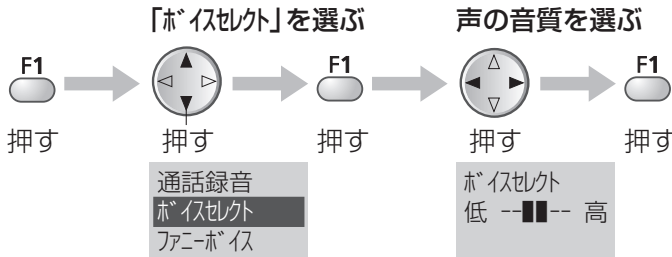 「ﾎﾞｲｽｾﾚｸﾄ」を選ぶ 声の音質を選ぶ
F1 F1 F1
押す 押す 押す 押す 押す
通話録音
ﾎﾞｲｽｾﾚｸﾄ
ﾌｧﾆｰﾎﾞｲｽ
ﾎﾞｲｽｾﾚｸﾄ
低 --▮▮-- 高